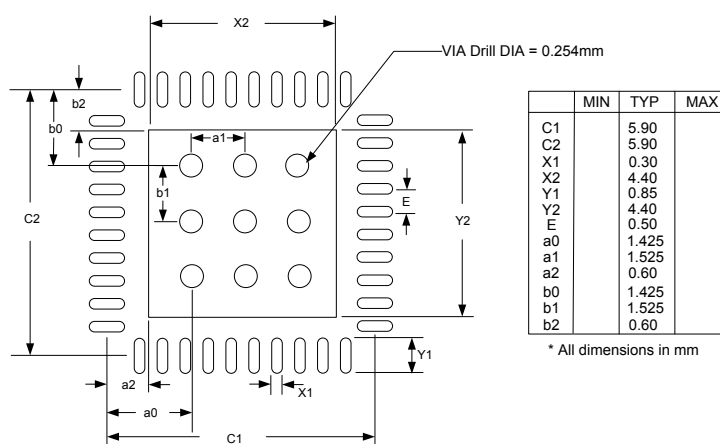 X2
VIA Drill DIA = 0.254mm
b2
b0
a1
b1
E
C2
Y2
Y1
X1
a2
a0
C1
MIN TYP MAX
C1 5.90
C2 5.90
X1 0.30
X2 4.40
Y1 0.85
Y2 4.40
E 0.50
a0 1.425
a1 1.525
a2 0.60
b0 1.425
b1 1.525
b2 0.60
* All dimensions in mm